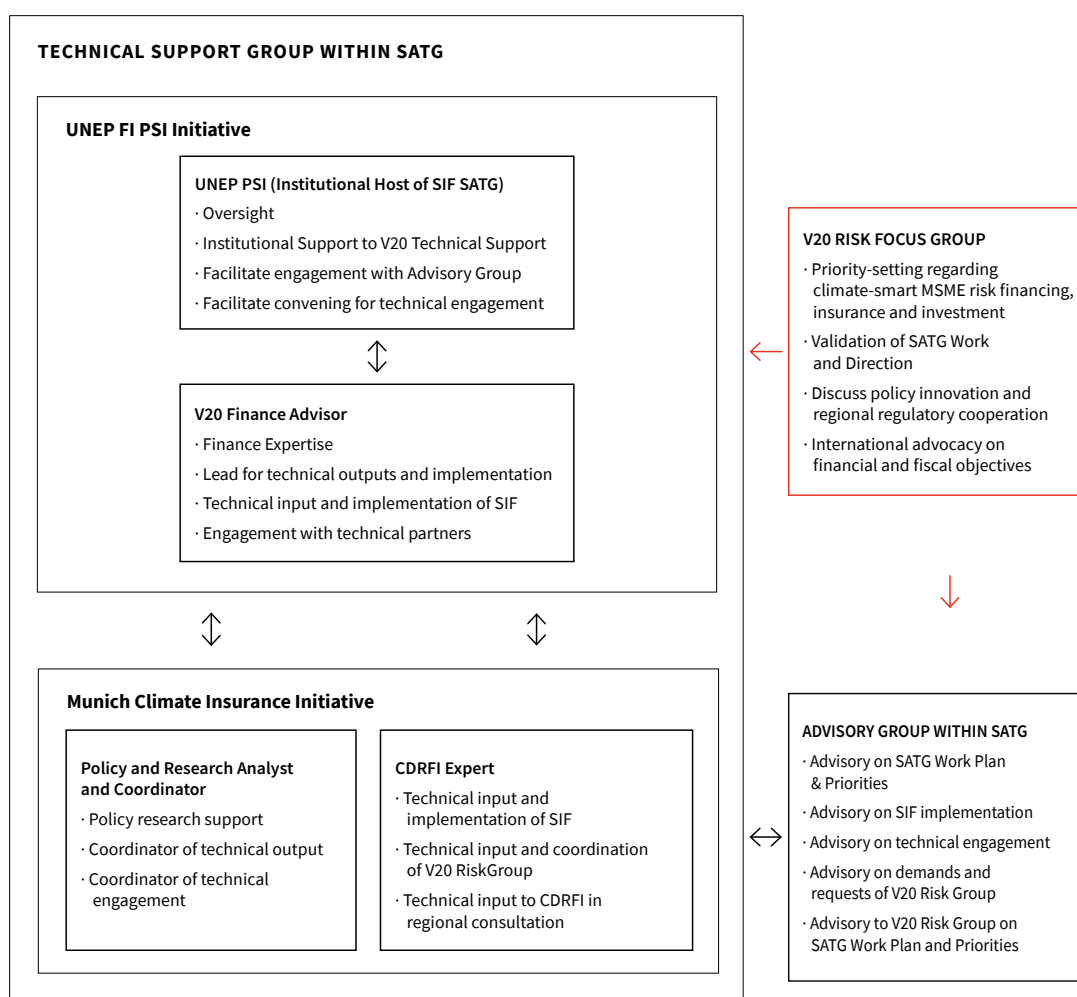 TECHNICAL SUPPORT GROUP WITHIN SATG
UNEP FI PSI Initiative
UNEP PSI (Institutional Host of SIF SATG)
· Oversight
· Institutional Support to V20 Technical Support
· Facilitate engagement with Advisory Group
· Facilitate convening for technical engagement
V20 Finance Advisor
· Finance Expertise
· Lead for technical outputs and implementation
· Technical input and implementation of SIF
· Engagement with technical partners
Munich Climate Insurance Initiative
Policy and Research Analyst
and Coordinator
· Policy research support
· Coordinator of technical output
· Coordinator of technical
engagement
CDRFI Expert
· Technical input and
implementation of SIF
· Technical input and coordination
of V20 RiskGroup
· Technical input to CDRFI in
regional consultation
V20 RISK FOCUS GROUP
· Priority-setting regarding
climate-smart MSME risk financing,
insurance and investment
· Validation of SATG Work
and Direction
· Discuss policy innovation and
regional regulatory cooperation
· International advocacy on
financial and fiscal objectives
ADVISORY GROUP WITHIN SATG
· Advisory on SATG Work Plan
& Priorities
· Advisory on SIF implementation
· Advisory on technical engagement
· Advisory on demands and
requests of V20 Risk Group
· Advisory to V20 Risk Group on
SATG Work Plan and Priorities